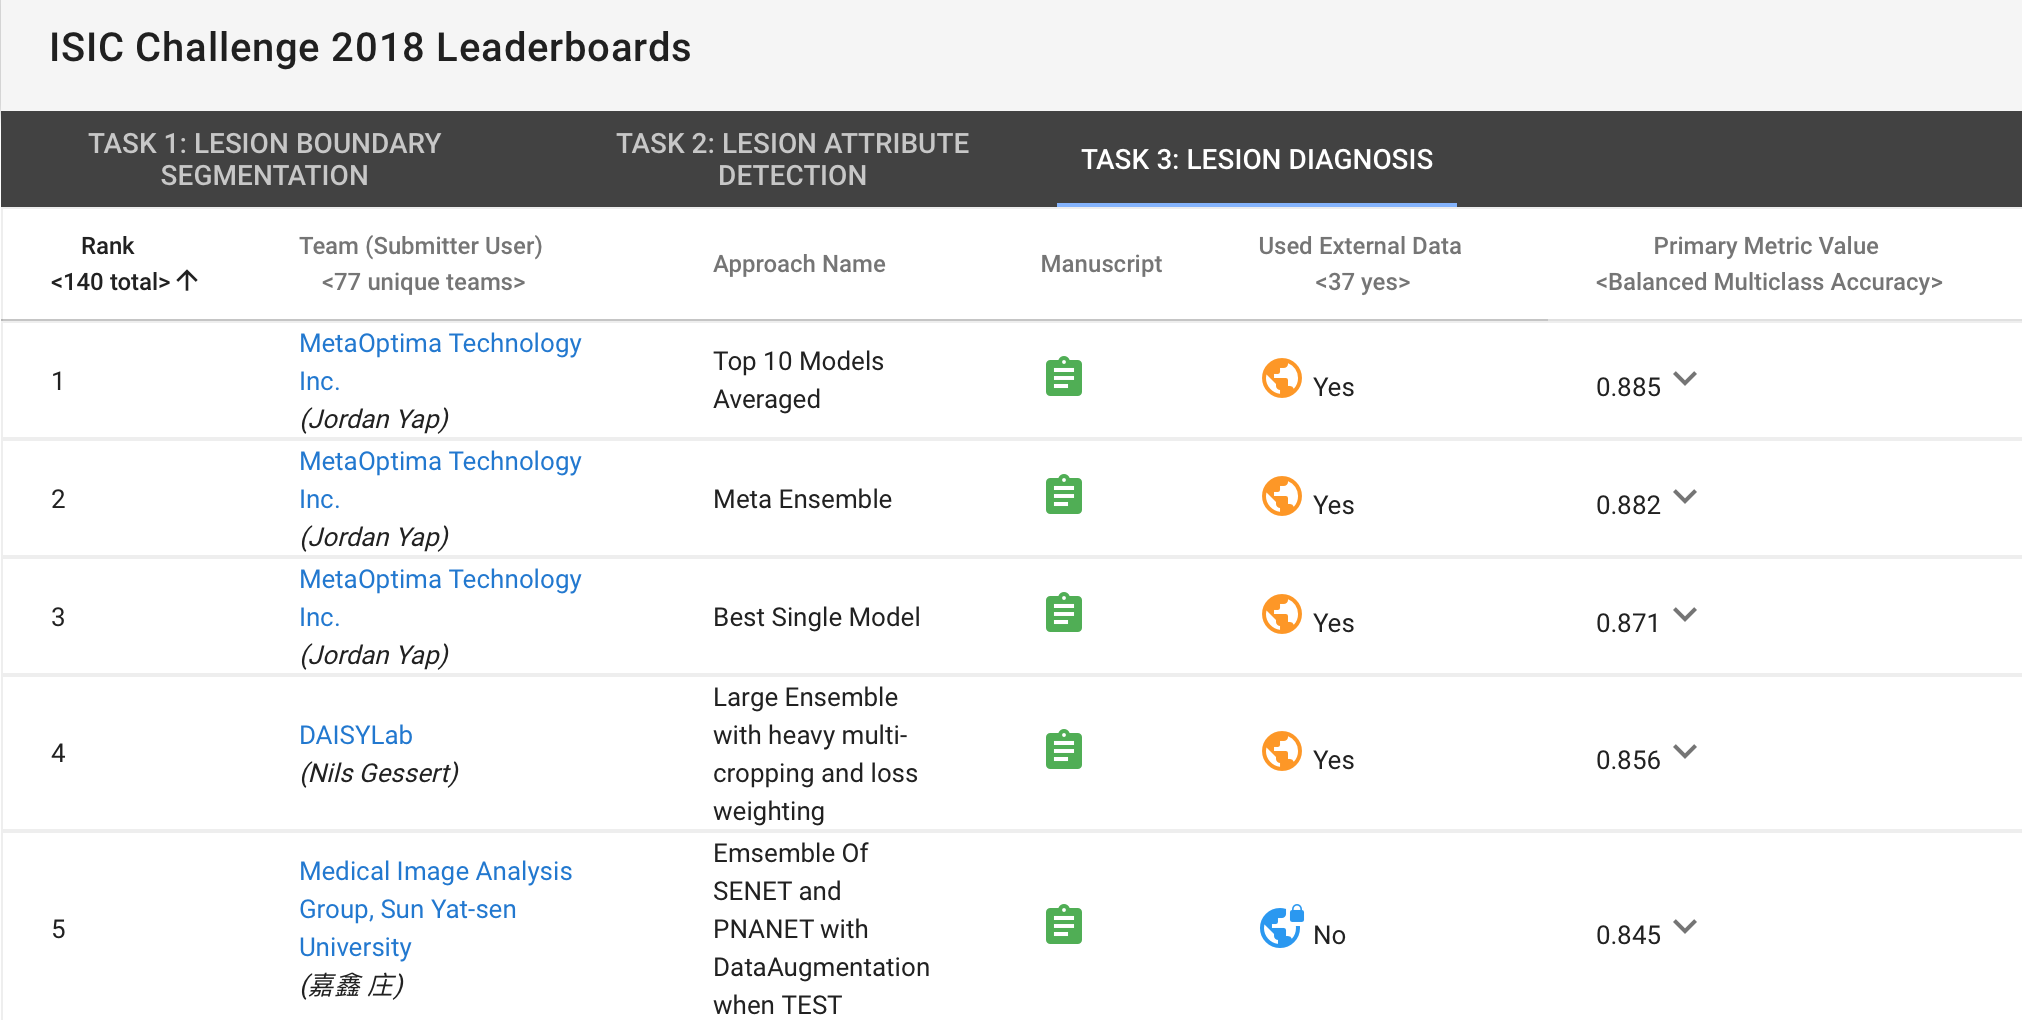 ISIC Challenge 2018 Leaderboards
TASK 1: LESION BOUNDARY
SEGMENTATION
TASK 2: LESION ATTRIBUTE
DETECTION
TASK 3: LESION DIAGNOSIS
Rank
<140 total>
Team (Submitter User)
<77 unique teams>
Approach Name
Manuscript
Used External Data
<37 yes>
Primary Metric Value
<Balanced Multiclass Accuracy>
1
MetaOptima Technology
Inc.
(Jordan Yap)
Top 10 Models
Averaged
Yes
0.885
2
MetaOptima Technology
Inc.
(Jordan Yap)
Meta Ensemble
Yes
0.882
3
MetaOptima Technology
Inc.
(Jordan Yap)
Best Single Model
Yes
0.871
4
DAISYLab
(Nils Gessert)
Large Ensemble
with heavy multi-
cropping and loss
weighting
Yes
0.856
5
Medical Image Analysis
Group, Sun Yat-sen
University
(嘉鑫 庄)
Emsemble Of
SENET and
PNANET with
DataAugmentation
when TEST
No
0.845